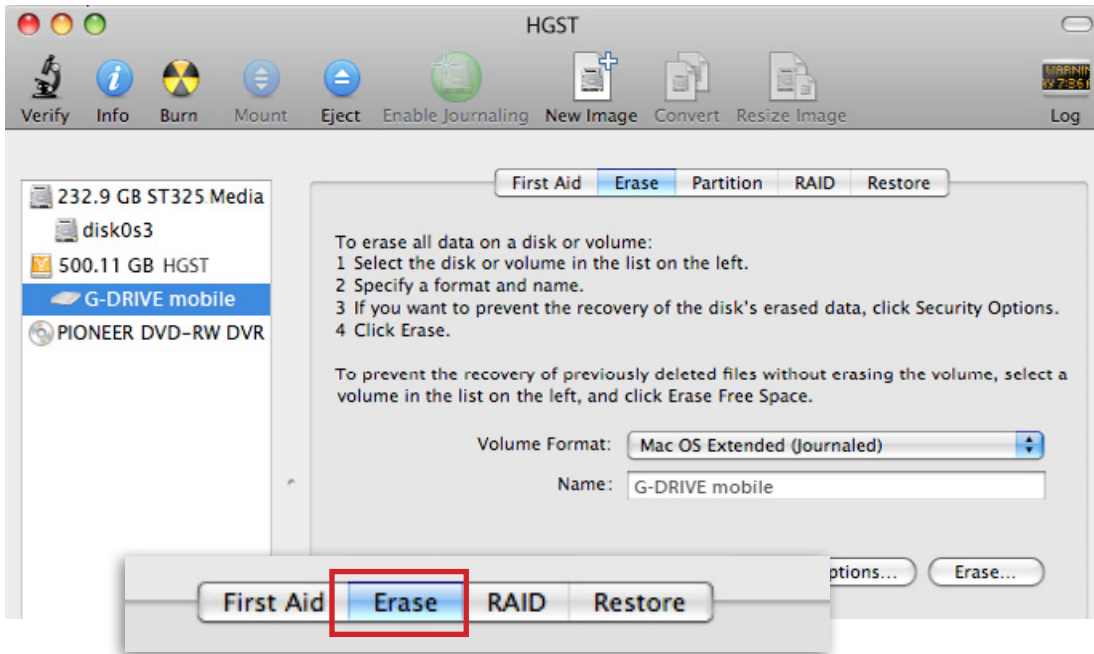 HGST
Verify Info Burn Mount Eject Enable Journaling New Image Convert Resize Image Log
First Aid Erase Partition RAID Restore
232.9 GB ST325 Media
disk0s3
500.11 GB HGST
G-DRIVE mobile
PIONEER DVD-RW DVR
To erase all data on a disk or volume:
1 Select the disk or volume in the list on the left.
2 Specify a format and name.
3 If you want to prevent the recovery of the disk's erased data, click Security Options.
4 Click Erase.
To prevent the recovery of previously deleted files without erasing the volume, select a
volume in the list on the left, and click Erase Free Space.
Volume Format: Mac OS Extended (Journaled)
Name: G-DRIVE mobile
ptions... Erase...
First Aid Erase RAID Restore